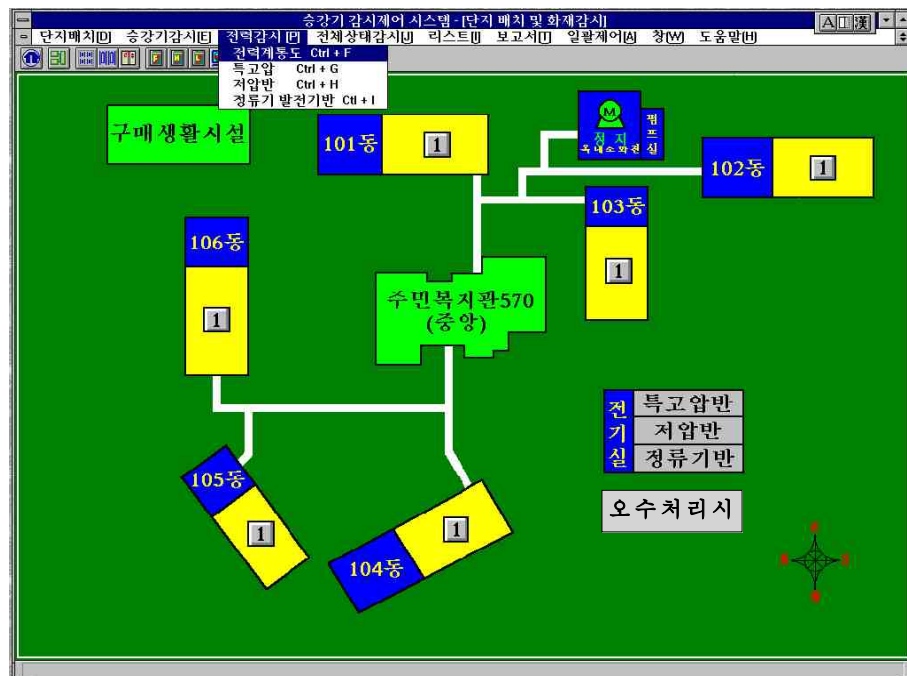 승강기 감시제어 시스템 - [단지 배치 및 화재감시]
A 漢
단지배치[D] 승강기감시[E] 전력감시[P] 전체상태감시[J] 리스트[I] 보고서[T] 일괄제어[A] 창[W] 도움말[H]
전력계통도 Ctrl + F
특고압 Ctrl + G
저압반 Ctrl + H
정류기 발전기반 Ctl + I
구매생활시설
101동 1
M
정지
옥내소화전
펌프실
102동 1
103동
1
106동
1
주민복지관570
(중앙)
전기실
특고압반
저압반
정류기반
오수처리시
105동
1
104동 1